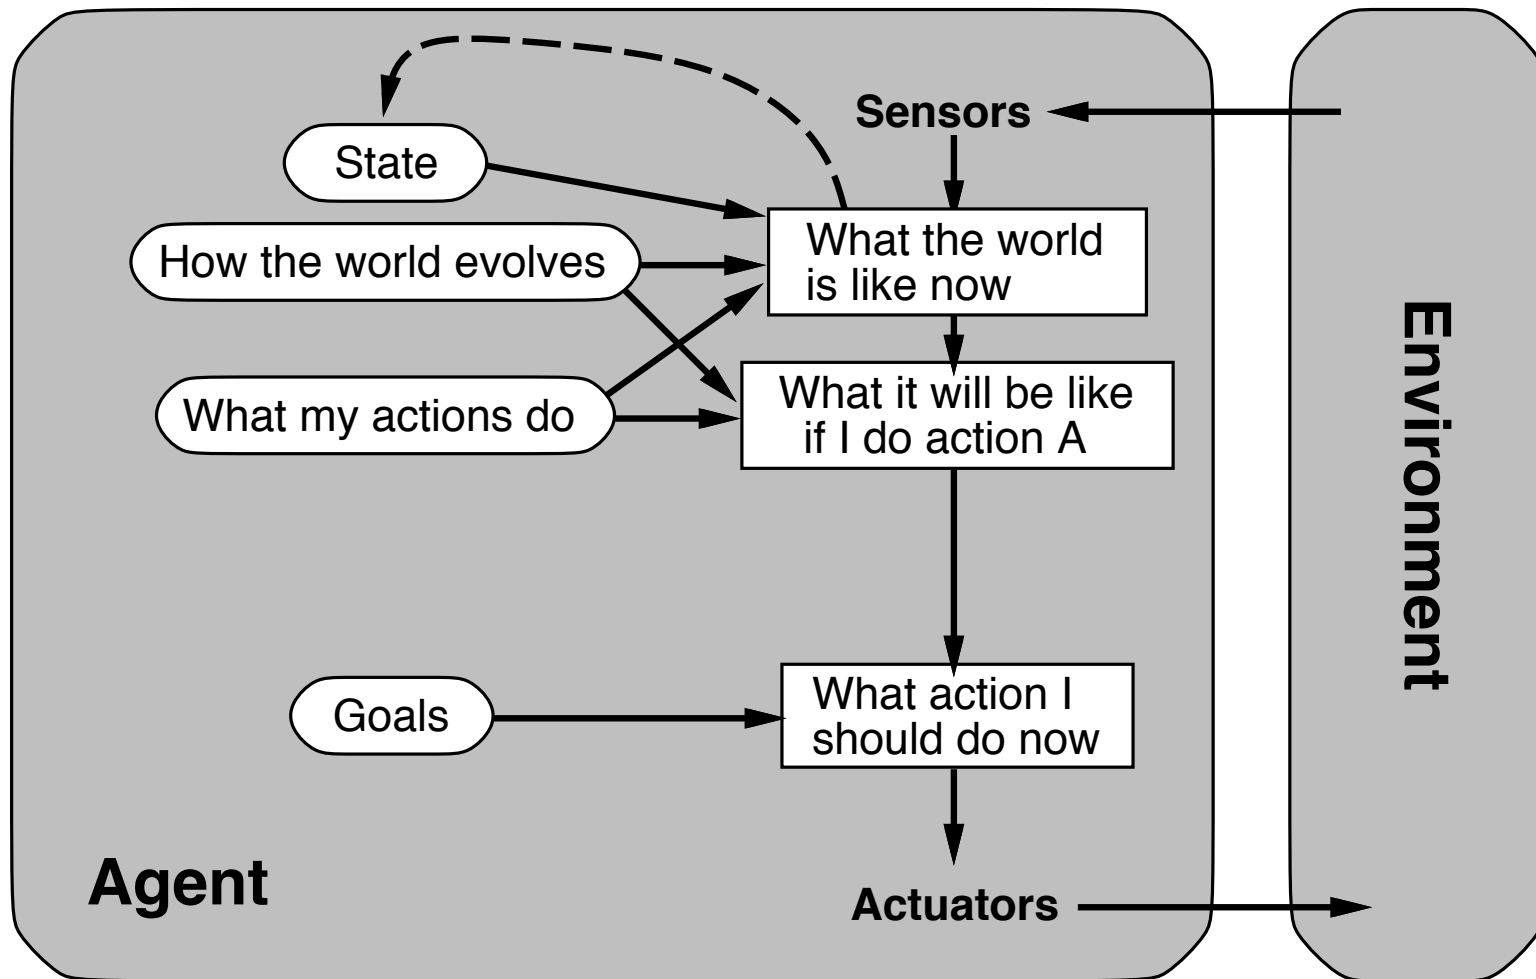 Sensors
State
How the world evolves
What the world
is like now
What my actions do
What it will be like
if I do action A
Goals
What action I
should do now
Agent
Actuators
Environment